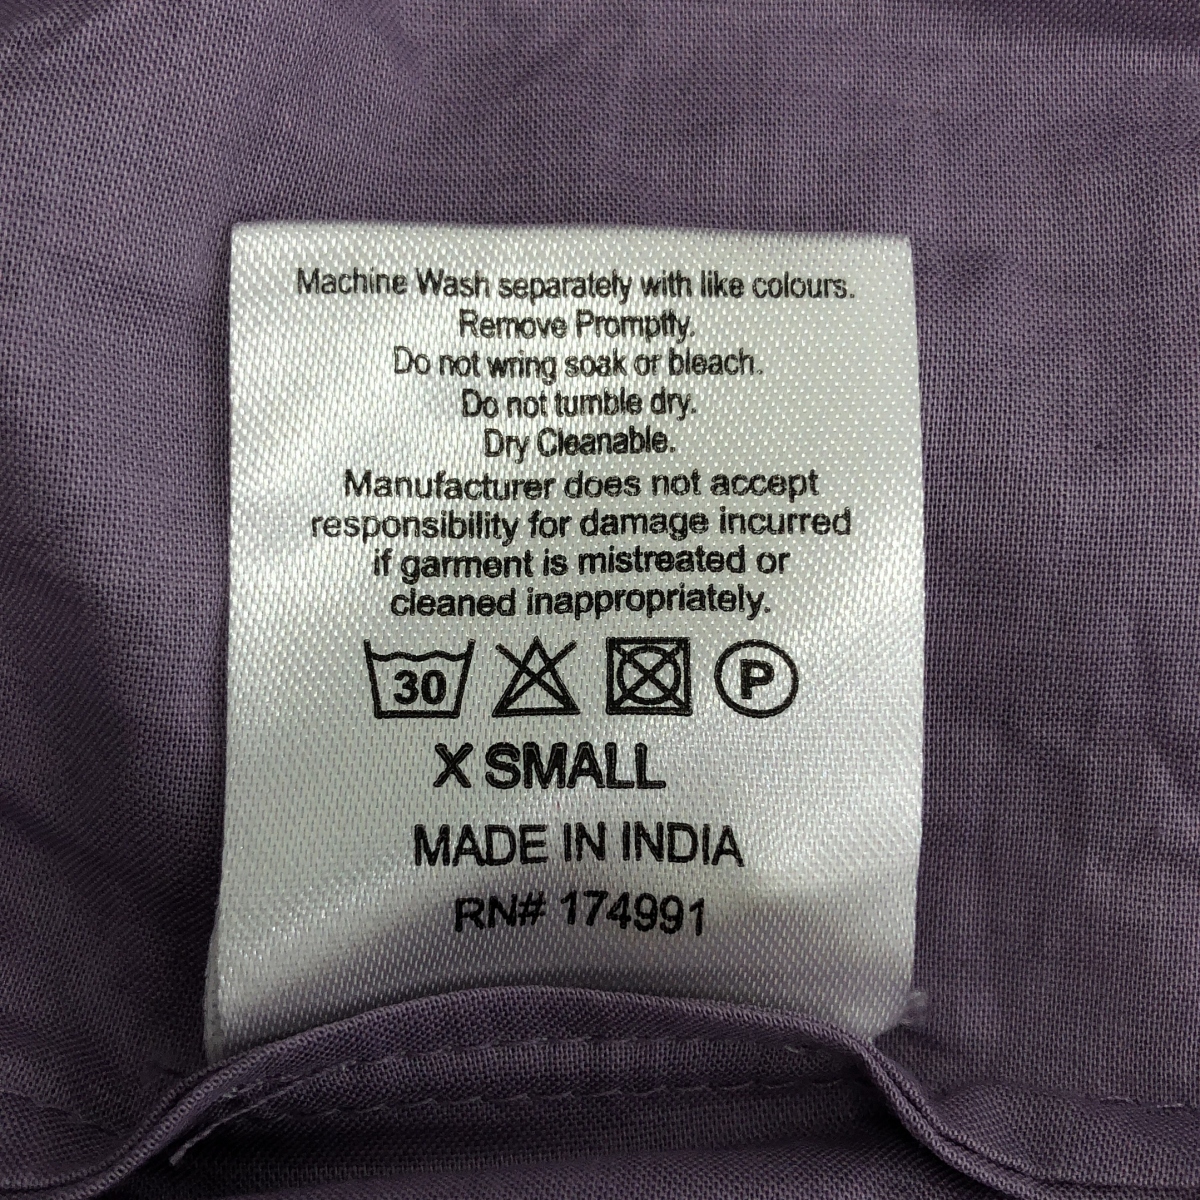 Machine Wash separately with like colours.
Remove Promptly.
Do not wring soak or bleach.
Do not tumble dry.
Dry Cleanable.
Manufacturer does not accept
responsibility for damage incurred
if garment is mistreated or
cleaned inappropriately.
30 P
X SMALL
MADE IN INDIA
RN# 174991